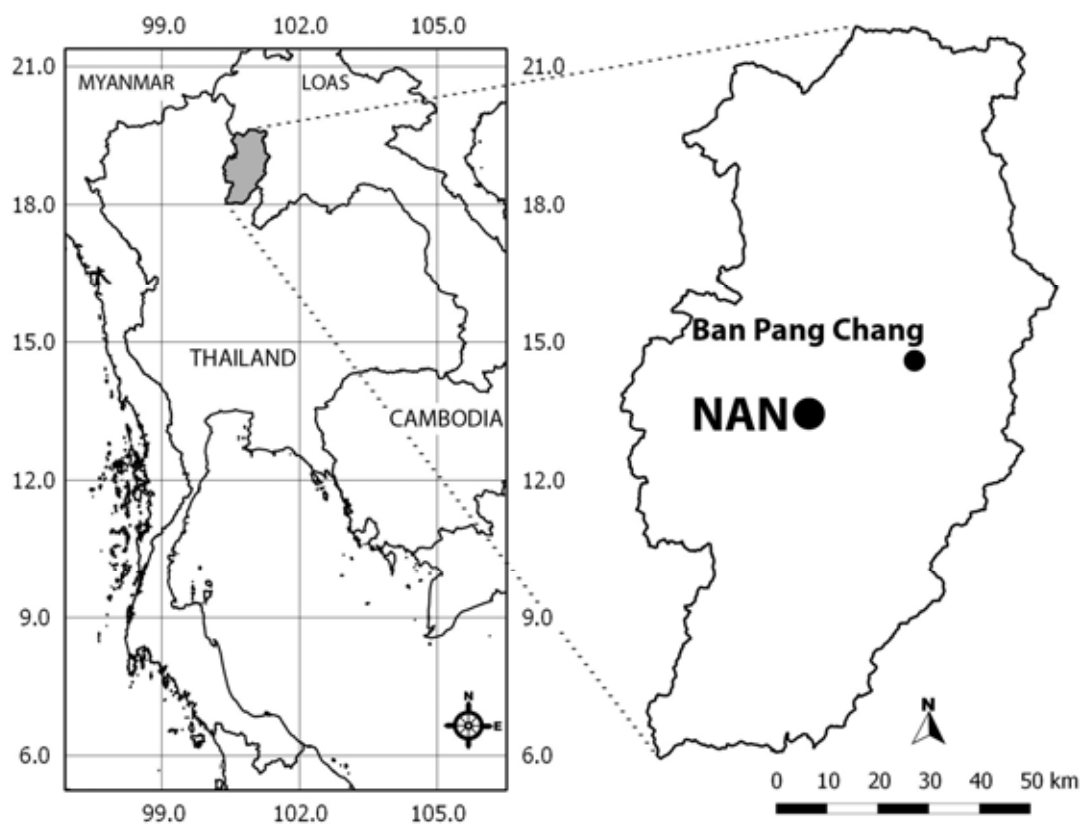 99.0 102.0 105.0
21.0 21.0
MYANMAR LOAS
18.0 18.0
15.0 15.0
THAILAND
CAMBODIA
12.0 12.0
9.0 9.0
6.0 6.0
N
E
99.0 102.0 105.0
Ban Pang Chang
NAN
N
0 10 20 30 40 50 km